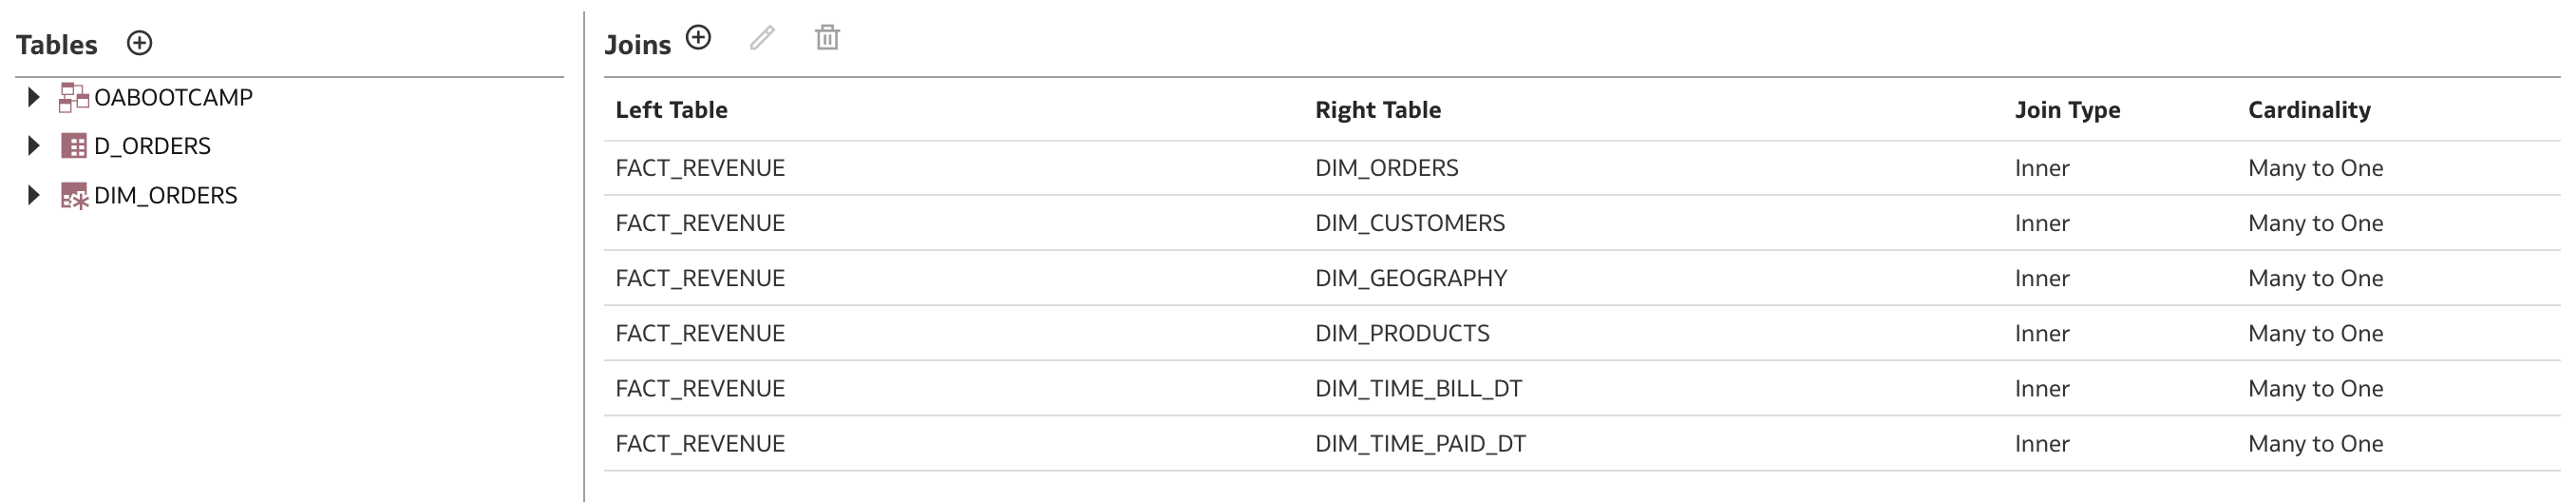 Tables
OABOOTCAMP
D_ORDERS
DIM_ORDERS
Joins
Left Table Right Table Join Type Cardinality
FACT_REVENUE DIM_ORDERS Inner Many to One
FACT_REVENUE DIM_CUSTOMERS Inner Many to One
FACT_REVENUE DIM_GEOGRAPHY Inner Many to One
FACT_REVENUE DIM_PRODUCTS Inner Many to One
FACT_REVENUE DIM_TIME_BILL_DT Inner Many to One
FACT_REVENUE DIM_TIME_PAID_DT Inner Many to One